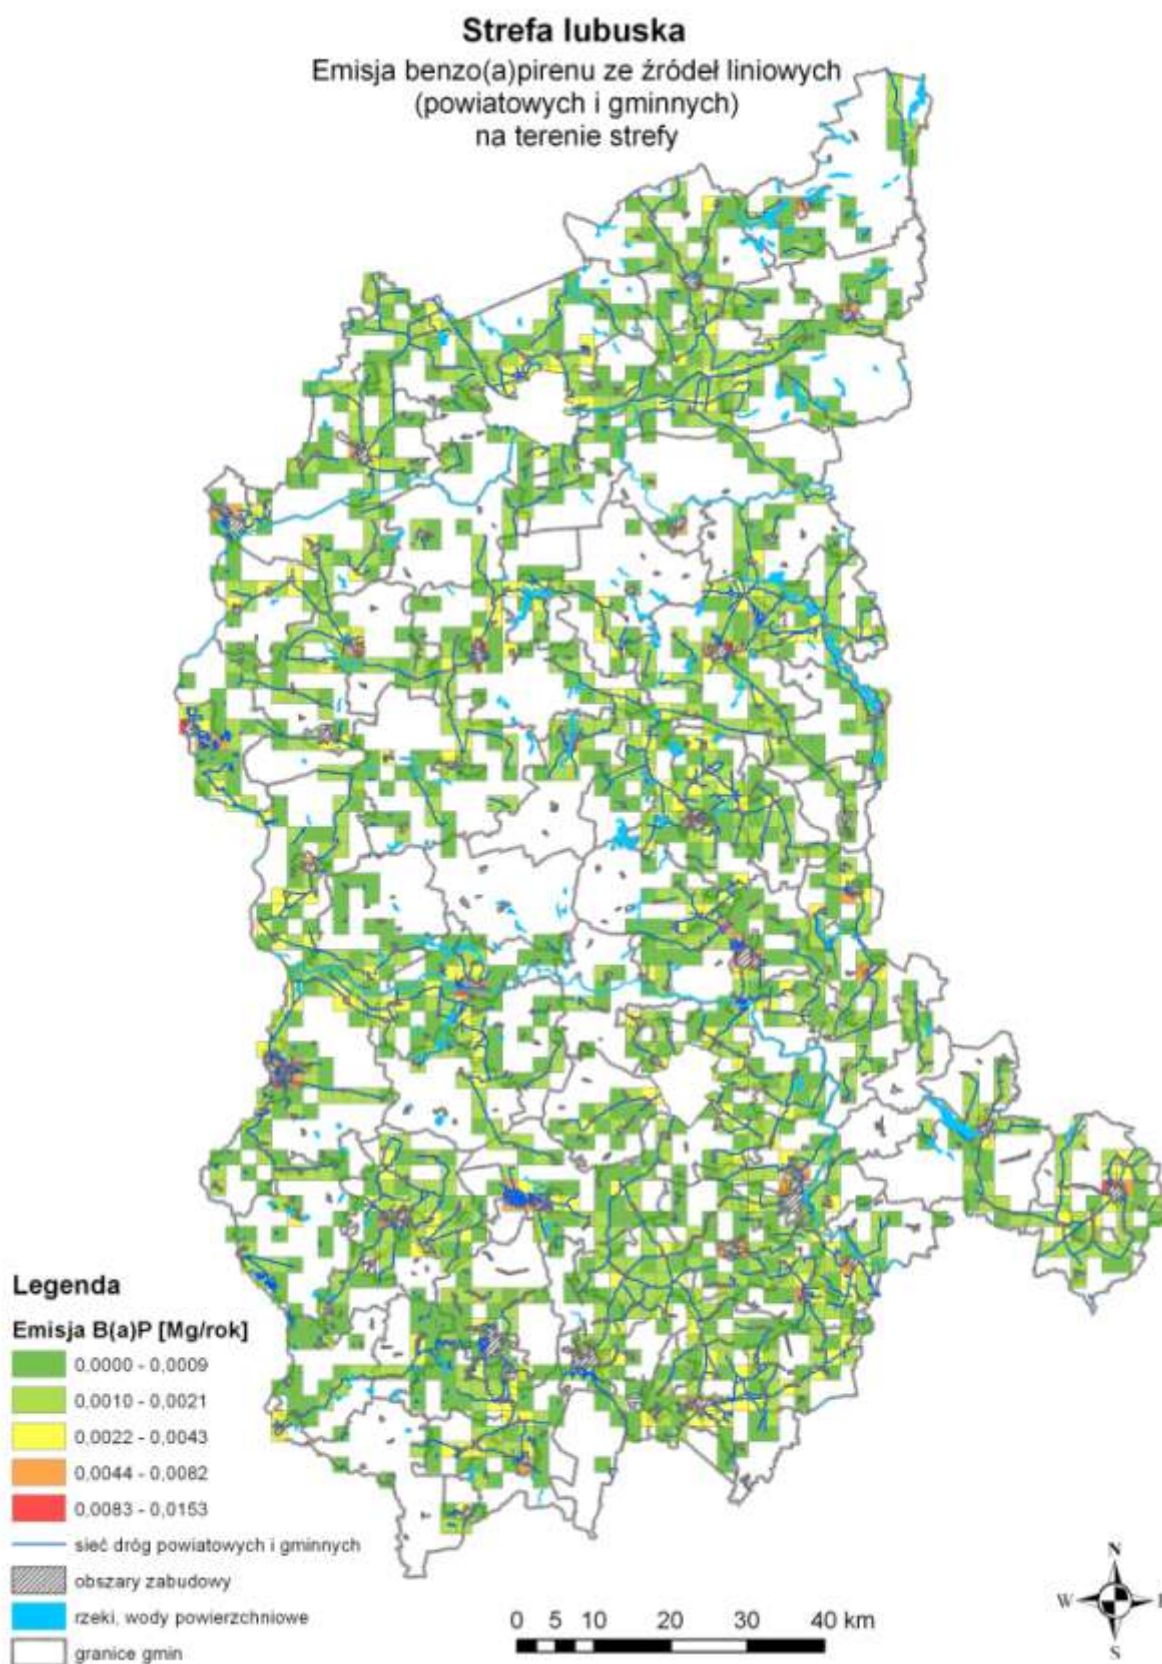 Strefa lubuska
Emisja benzo(a)pirenu ze źródeł liniowych
(powiatowych i gminnych)
na terenie strefy
Legenda
Emisja B(a)P [Mg/rok]
0,0000 - 0,0009
0,0010 - 0,0021
0,0022 - 0,0043
0,0044 - 0,0082
0,0083 - 0,0153
sieć dróg powiatowych i gminnych
obszary zabudowy
rzeki, wody powierzchniowe
granice gmin
0 5 10 20 30 40 km
N
W
S